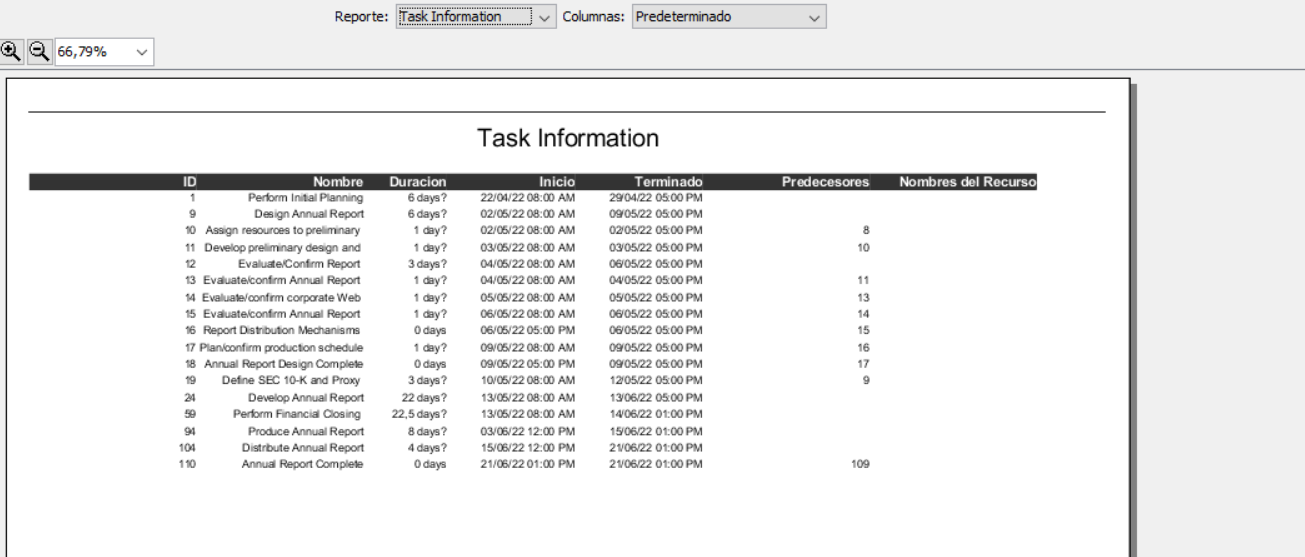 Reporte: Task Information Columnas: Predeterminado
66,79%
Task Information
ID Nombre Duracion Inicio Terminado Predecesores Nombres del Recurso
1 Perform Initial Planning 6 days? 22/04/22 08:00 AM 29/04/22 05:00 PM
9 Design Annual Report 6 days? 02/05/22 08:00 AM 09/05/22 05:00 PM
10 Assign resources to preliminary 1 day? 02/05/22 08:00 AM 02/05/22 05:00 PM 8
11 Develop preliminary design and 1 day? 03/05/22 08:00 AM 03/05/22 05:00 PM 10
12 Evaluate/Confirm Report 3 days? 04/05/22 08:00 AM 06/05/22 05:00 PM
13 Evaluate/confirm Annual Report 1 day? 04/05/22 08:00 AM 04/05/22 05:00 PM 11
14 Evaluate/confirm corporate Web 1 day? 05/05/22 08:00 AM 05/05/22 05:00 PM 13
15 Evaluate/confirm Annual Report 1 day? 06/05/22 08:00 AM 06/05/22 05:00 PM 14
16 Report Distribution Mechanisms 0 days 06/05/22 05:00 PM 06/05/22 05:00 PM 15
17 Plan/confirm production schedule 1 day? 09/05/22 08:00 AM 09/05/22 05:00 PM 16
18 Annual Report Design Complete 0 days 09/05/22 05:00 PM 09/05/22 05:00 PM 17
19 Define SEC 10-K and Proxy 3 days? 10/05/22 08:00 AM 12/05/22 05:00 PM 9
24 Develop Annual Report 22 days? 13/05/22 08:00 AM 13/06/22 05:00 PM
59 Perform Financial Closing 22,5 days? 13/05/22 08:00 AM 14/06/22 01:00 PM
94 Produce Annual Report 8 days? 03/06/22 12:00 PM 15/06/22 01:00 PM
104 Distribute Annual Report 4 days? 15/06/22 12:00 PM 21/06/22 01:00 PM
110 Annual Report Complete 0 days 21/06/22 01:00 PM 21/06/22 01:00 PM 109